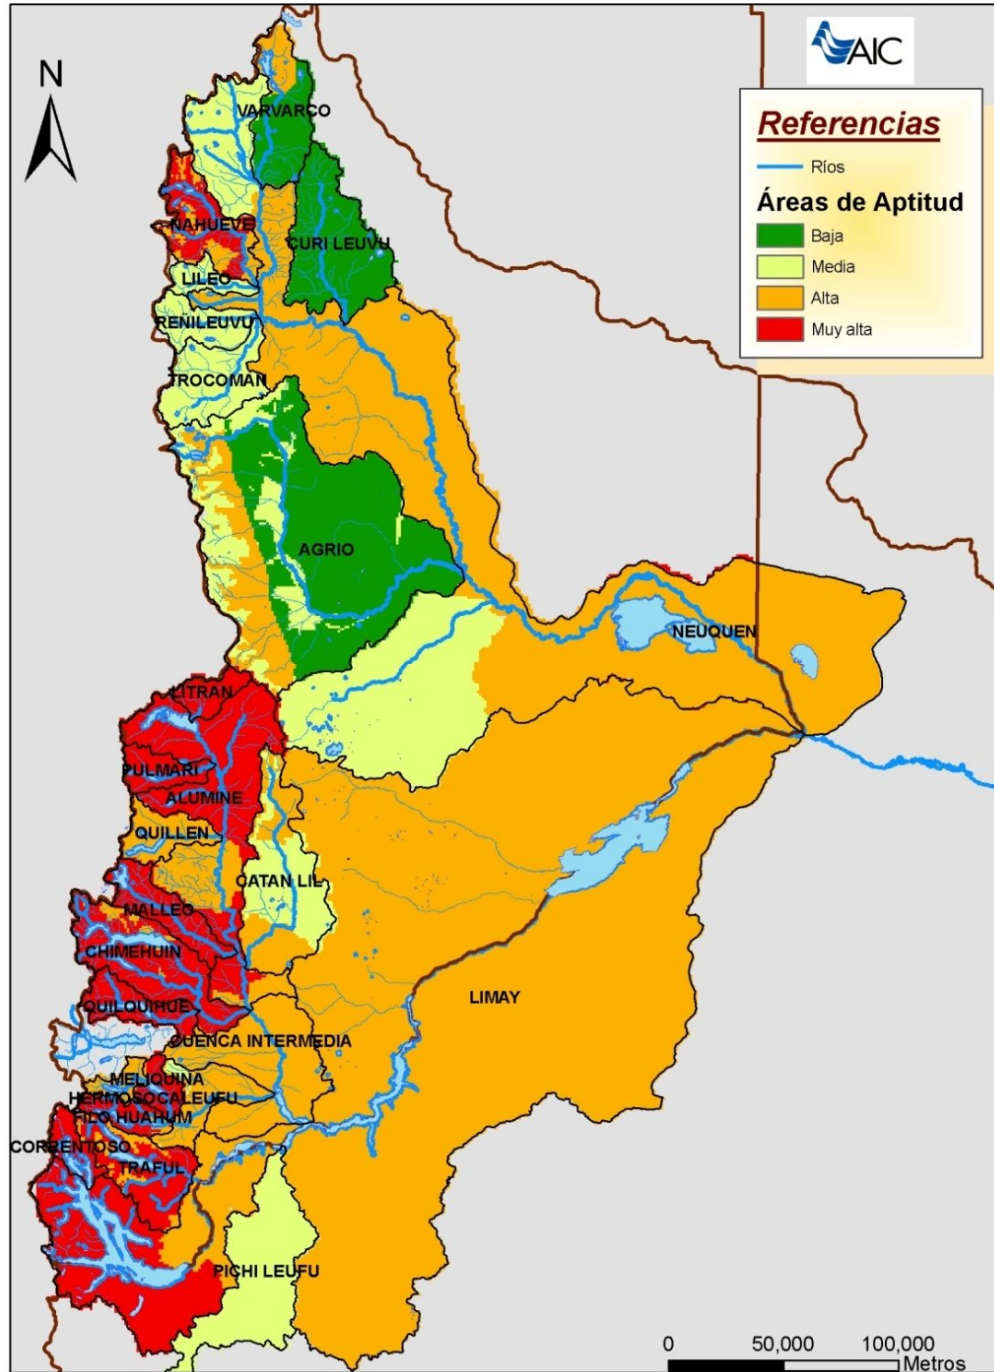 AIC
N
Referencias
Ríos
Áreas de Aptitud
Baja
Media
Alta
Muy alta
VARVARCO
ÑAHUEVE
CURI LEUVU
LILEO
REÑILEUVU
TROCOMAN
AGRIO
NEUQUEN
LITRAN
PULMARI
ALUMINE
QUILLEN
CATAN LIL
MALLEO
CHIMEHUIN
LIMAY
QUILQUIHUE
CUENCA INTERMEDIA
MELIQUINA
HERMOSO
CALEUFU
FILO HUAHUM
CORRENTOSO
TRAFUL
PICHI LEUFU
0 50,000 100,000
Metros